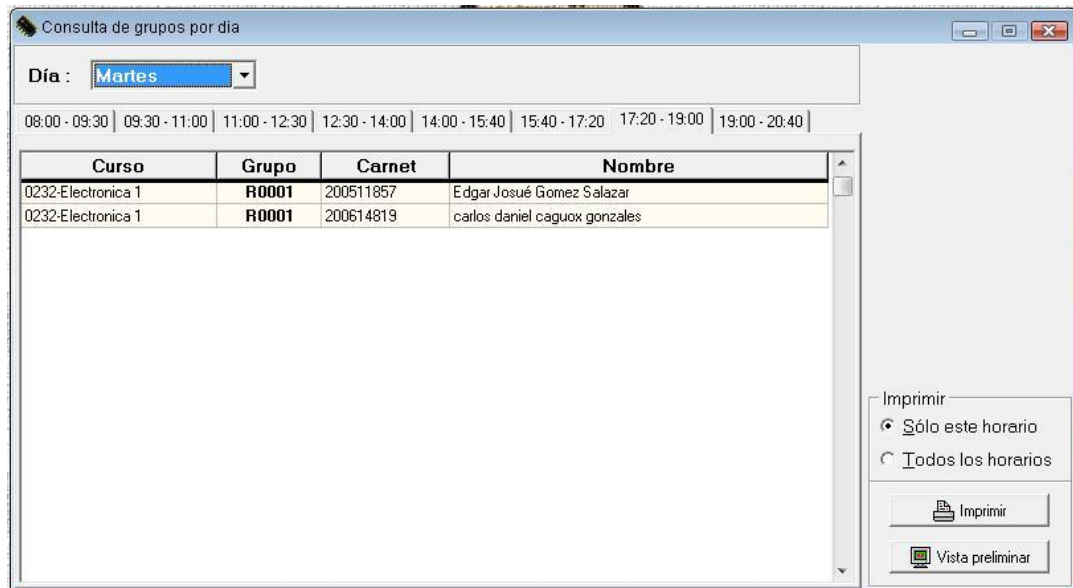 Consulta de grupos por dia
Día : Martes
08:00 - 09:30 09:30 - 11:00 11:00 - 12:30 12:30 - 14:00 14:00 - 15:40 15:40 - 17:20 17:20 - 19:00 19:00 - 20:40
Curso Grupo Carnet Nombre
0232-Electronica 1 R0001 200511857 Edgar Josué Gomez Salazar
0232-Electronica 1 R0001 200614819 carlos daniel caguox gonzales
Imprimir
Sólo este horario
Todos los horarios
Imprimir
Vista preliminar